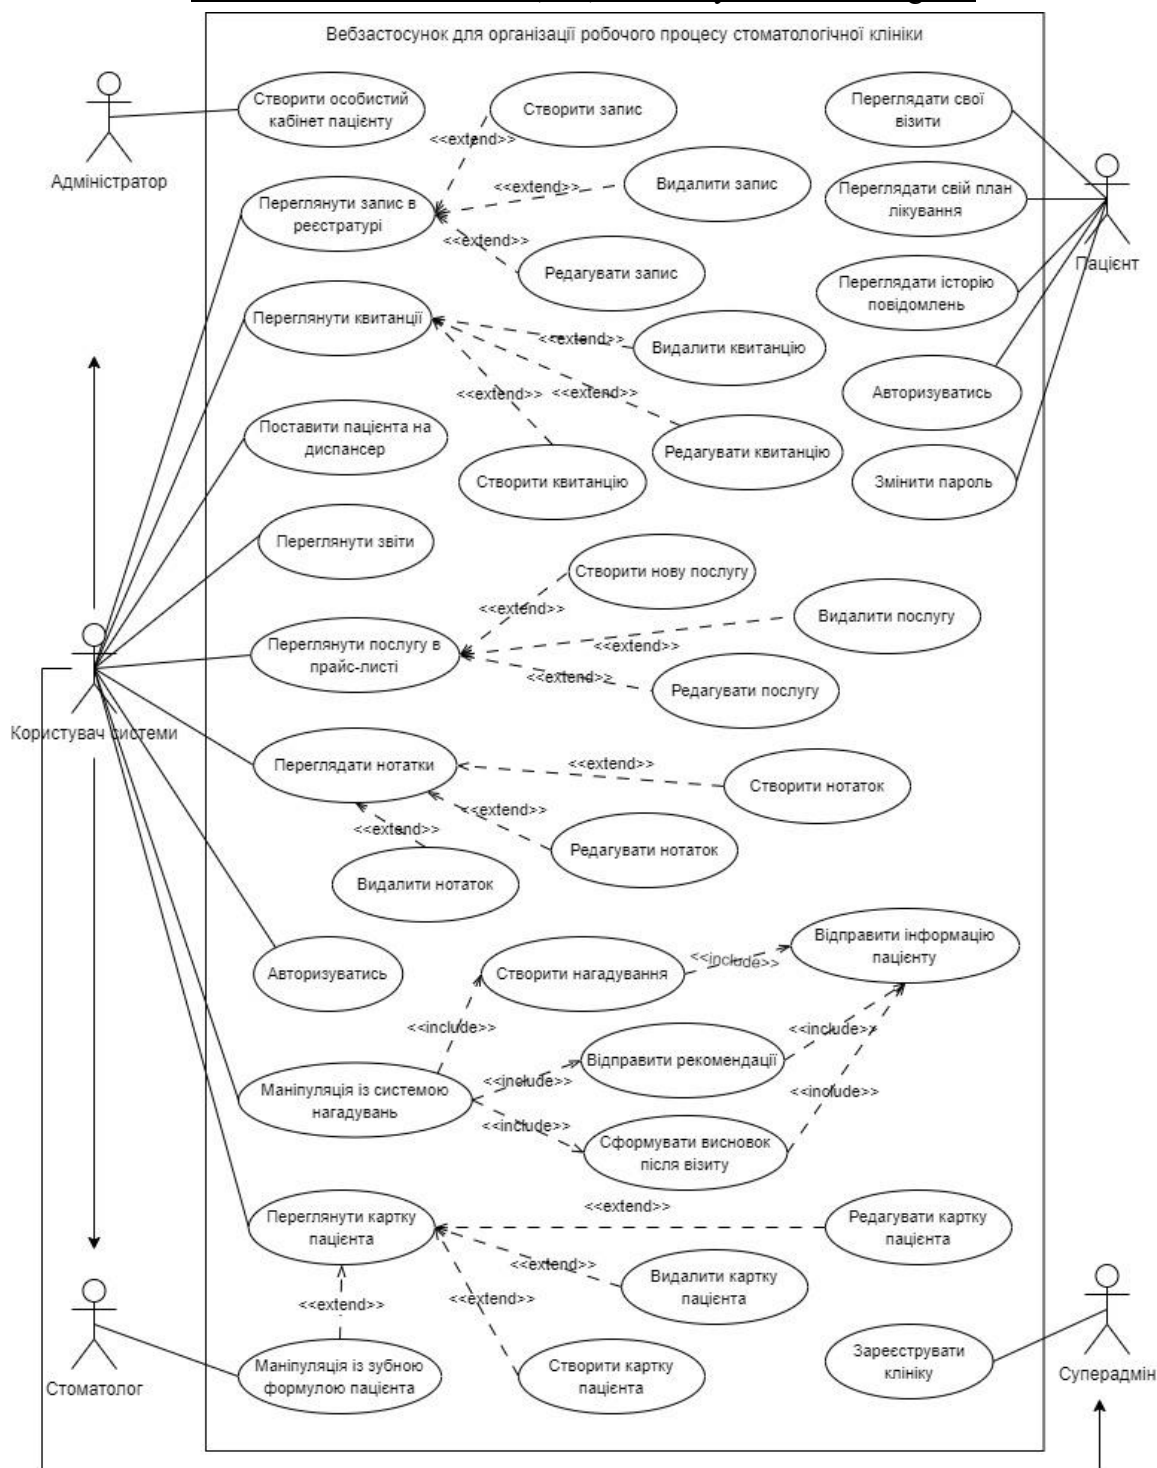 Вебзастосунок для організації робочого процесу стоматологічної клініки
Створити особистий
кабінет пацієнту
Адміністратор
Створити запис
<<extend>>
Видалити запис
<<extend>>
Переглянути запис в
реєстратурі
<<extend>>
Редагувати запис
Переглядати свої
візити
Переглядати свій план
лікування
Пацієнт
Переглядати історію
повідомлень
Авторизуватись
Змінити пароль
Переглянути квитанції
<<extend>>
Видалити квитанцію
<<extend>>
<<extend>>
Редагувати квитанцію
Створити квитанцію
Поставити пацієнта на
диспансер
Переглянути звіти
Створити нову послугу
<<extend>>
Видалити послугу
<<extend>>
Переглянути послугу в
прайс-листі
<<extend>>
Редагувати послугу
Користувач системи
Переглядати нотатки
<<extend>>
Створити нотаток
<<extend>>
Редагувати нотаток
<<extend>>
Видалити нотаток
Авторизуватись
Створити нагадування
<<include>>
Відправити інформацію
пацієнту
<<include>>
Відправити рекомендації
<<include>>
<<include>>
Маніпуляція із системою
нагадувань
<<include>>
Сформувати висновок
після візиту
<<include>>
Переглянути картку
пацієнта
<<extend>>
Редагувати картку
пацієнта
<<extend>>
Видалити картку
пацієнта
<<extend>>
<<extend>>
Створити картку
пацієнта
Маніпуляція із зубною
формулою пацієнта
Стоматолог
Зареєструвати
клініку
Суперадмін